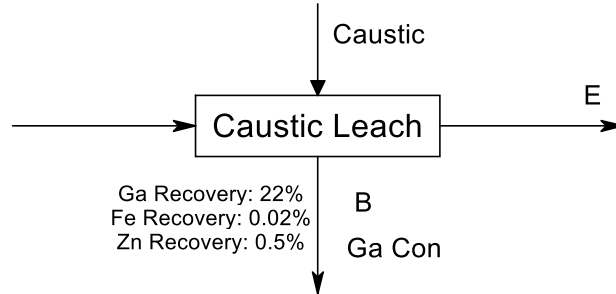 Caustic
E
Caustic Leach
Ga Recovery: 22%
Fe Recovery: 0.02%
Zn Recovery: 0.5%
B
Ga Con